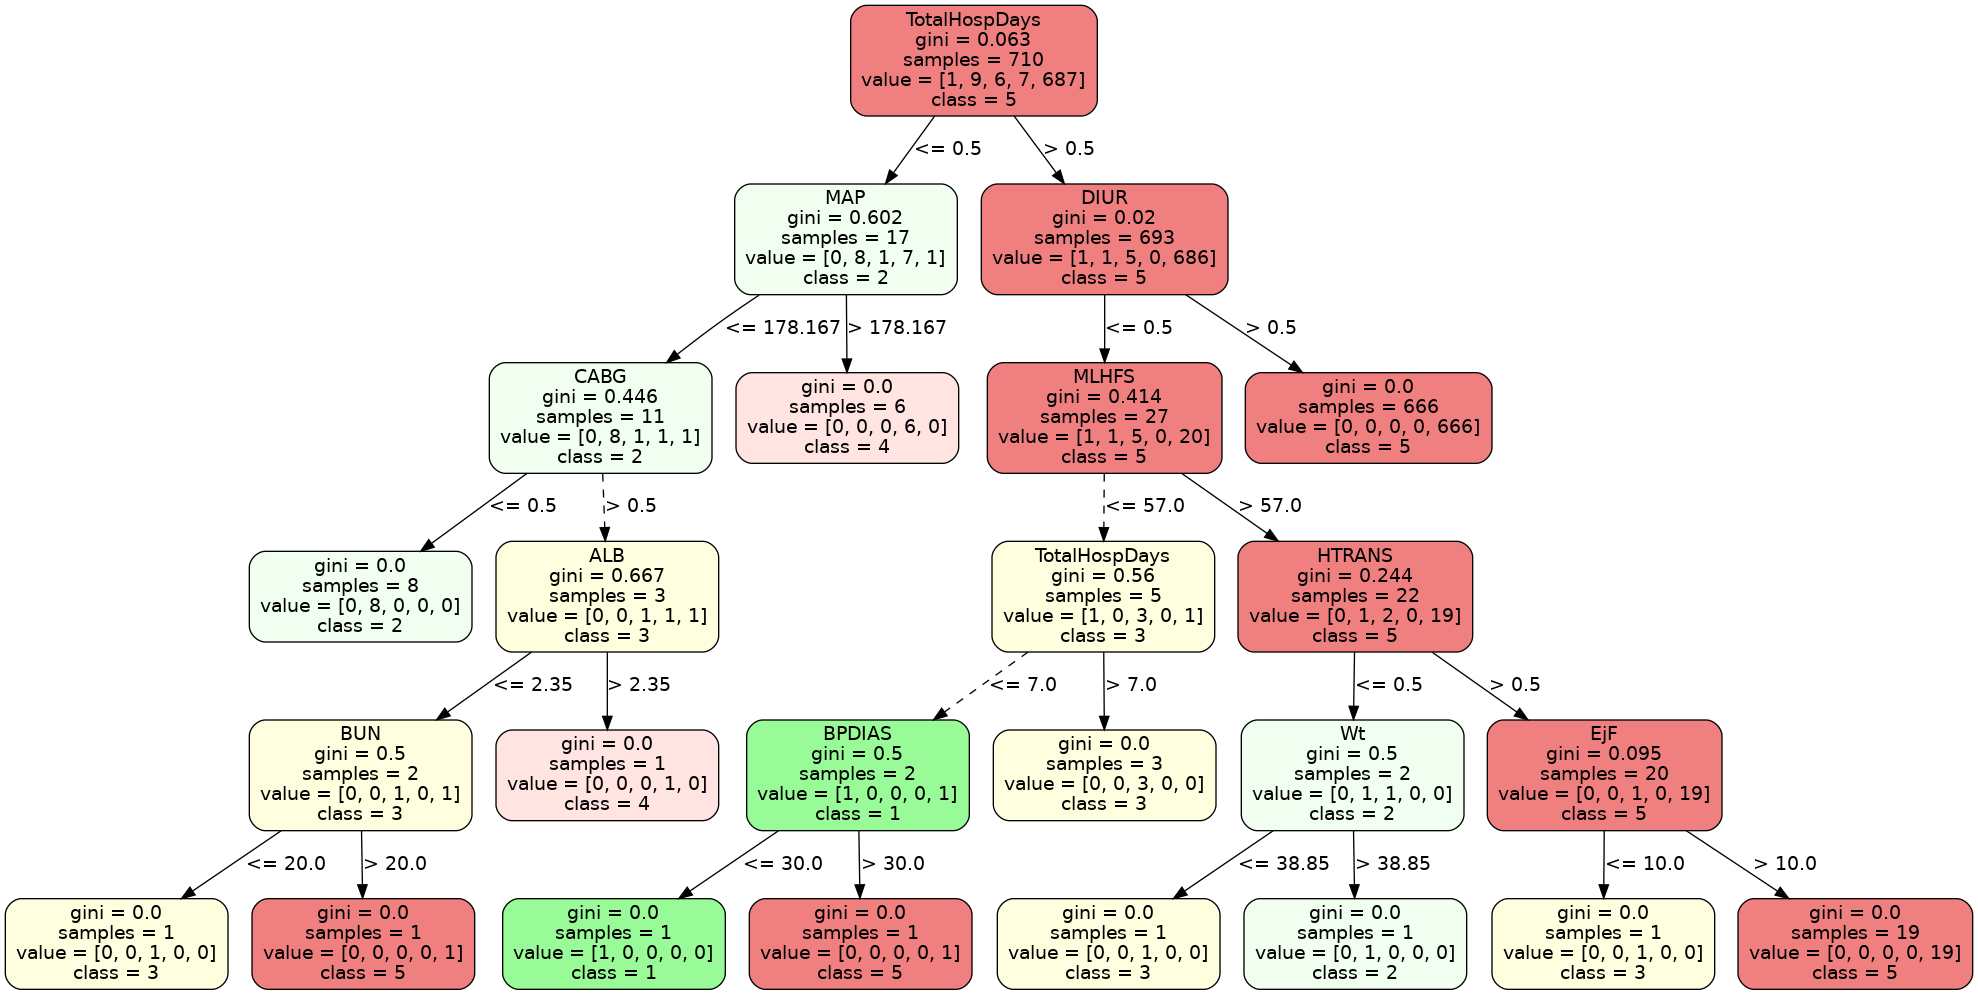 TotalHospDays
gini = 0.063
samples = 710
value = [1, 9, 6, 7, 687]
class = 5
<= 0.5
> 0.5
MAP
gini = 0.602
samples = 17
value = [0, 8, 1, 7, 1]
class = 2
DIUR
gini = 0.02
samples = 693
value = [1, 1, 5, 0, 686]
class = 5
<= 178.167
> 178.167
<= 0.5
> 0.5
CABG
gini = 0.446
samples = 11
value = [0, 8, 1, 1, 1]
class = 2
gini = 0.0
samples = 6
value = [0, 0, 0, 6, 0]
class = 4
MLHFS
gini = 0.414
samples = 27
value = [1, 1, 5, 0, 20]
class = 5
gini = 0.0
samples = 666
value = [0, 0, 0, 0, 666]
class = 5
<= 0.5
> 0.5
<= 57.0
> 57.0
gini = 0.0
samples = 8
value = [0, 8, 0, 0, 0]
class = 2
ALB
gini = 0.667
samples = 3
value = [0, 0, 1, 1, 1]
class = 3
TotalHospDays
gini = 0.56
samples = 5
value = [1, 0, 3, 0, 1]
class = 3
HTRANS
gini = 0.244
samples = 22
value = [0, 1, 2, 0, 19]
class = 5
<= 2.35
> 2.35
<= 7.0
> 7.0
<= 0.5
> 0.5
BUN
gini = 0.5
samples = 2
value = [0, 0, 1, 0, 1]
class = 3
gini = 0.0
samples = 1
value = [0, 0, 0, 1, 0]
class = 4
BPDIAS
gini = 0.5
samples = 2
value = [1, 0, 0, 0, 1]
class = 1
gini = 0.0
samples = 3
value = [0, 0, 3, 0, 0]
class = 3
Wt
gini = 0.5
samples = 2
value = [0, 1, 1, 0, 0]
class = 2
EjF
gini = 0.095
samples = 20
value = [0, 0, 1, 0, 19]
class = 5
<= 20.0
> 20.0
<= 30.0
> 30.0
<= 38.85
> 38.85
<= 10.0
> 10.0
gini = 0.0
samples = 1
value = [0, 0, 1, 0, 0]
class = 3
gini = 0.0
samples = 1
value = [0, 0, 0, 0, 1]
class = 5
gini = 0.0
samples = 1
value = [1, 0, 0, 0, 0]
class = 1
gini = 0.0
samples = 1
value = [0, 0, 0, 0, 1]
class = 5
gini = 0.0
samples = 1
value = [0, 0, 1, 0, 0]
class = 3
gini = 0.0
samples = 1
value = [0, 1, 0, 0, 0]
class = 2
gini = 0.0
samples = 1
value = [0, 0, 1, 0, 0]
class = 3
gini = 0.0
samples = 19
value = [0, 0, 0, 0, 19]
class = 5